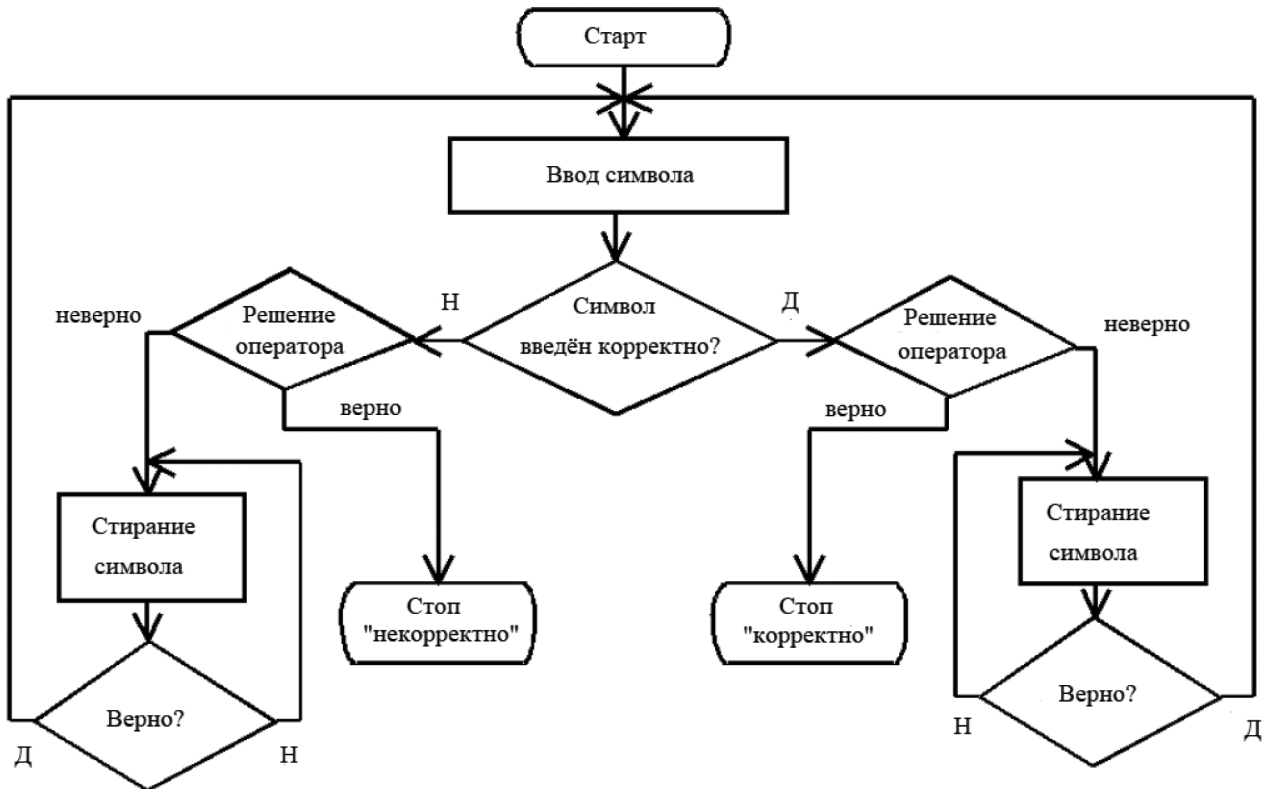 Старт
Ввод символа
Н
Д
Символ
введён корректно?
неверно
Решение
оператора
верно
Решение
оператора
неверно
верно
Стирание
символа
Стоп
"некорректно"
Стоп
"корректно"
Стирание
символа
Верно?
Д
Н
Верно?
Н
Д